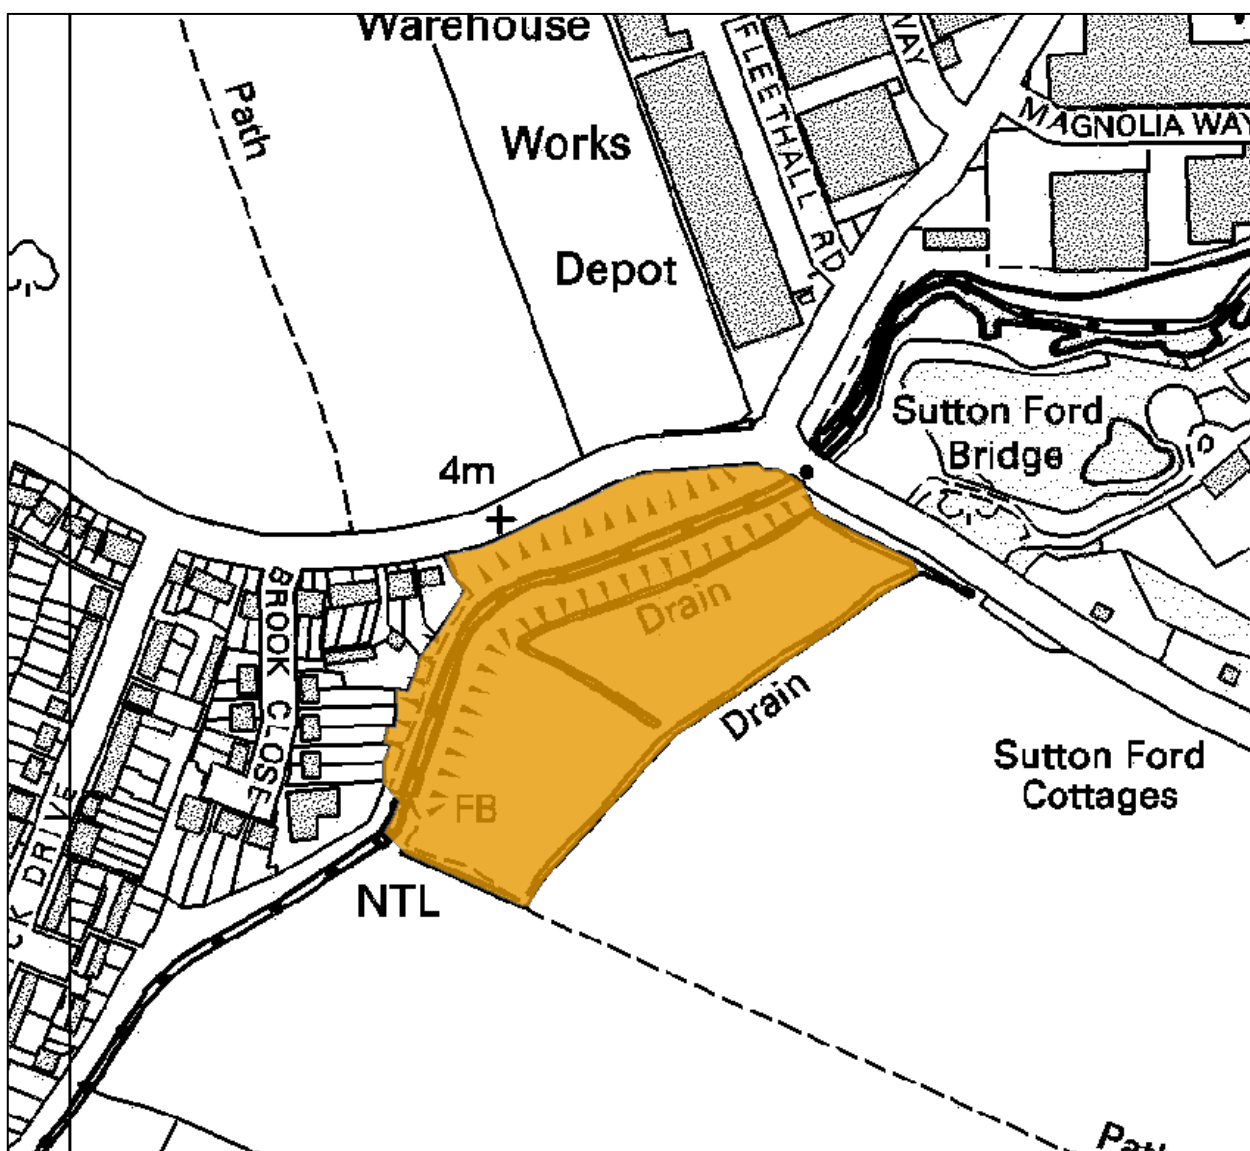 Warehouse
FLEETHALL RD
WAY
MAGNOLIA WAY
Path
Works
Depot
Sutton Ford
Bridge
4m
BROOK CLOSE
Drain
Drain
Sutton Ford
Cottages
FB
DRIVE
NTL